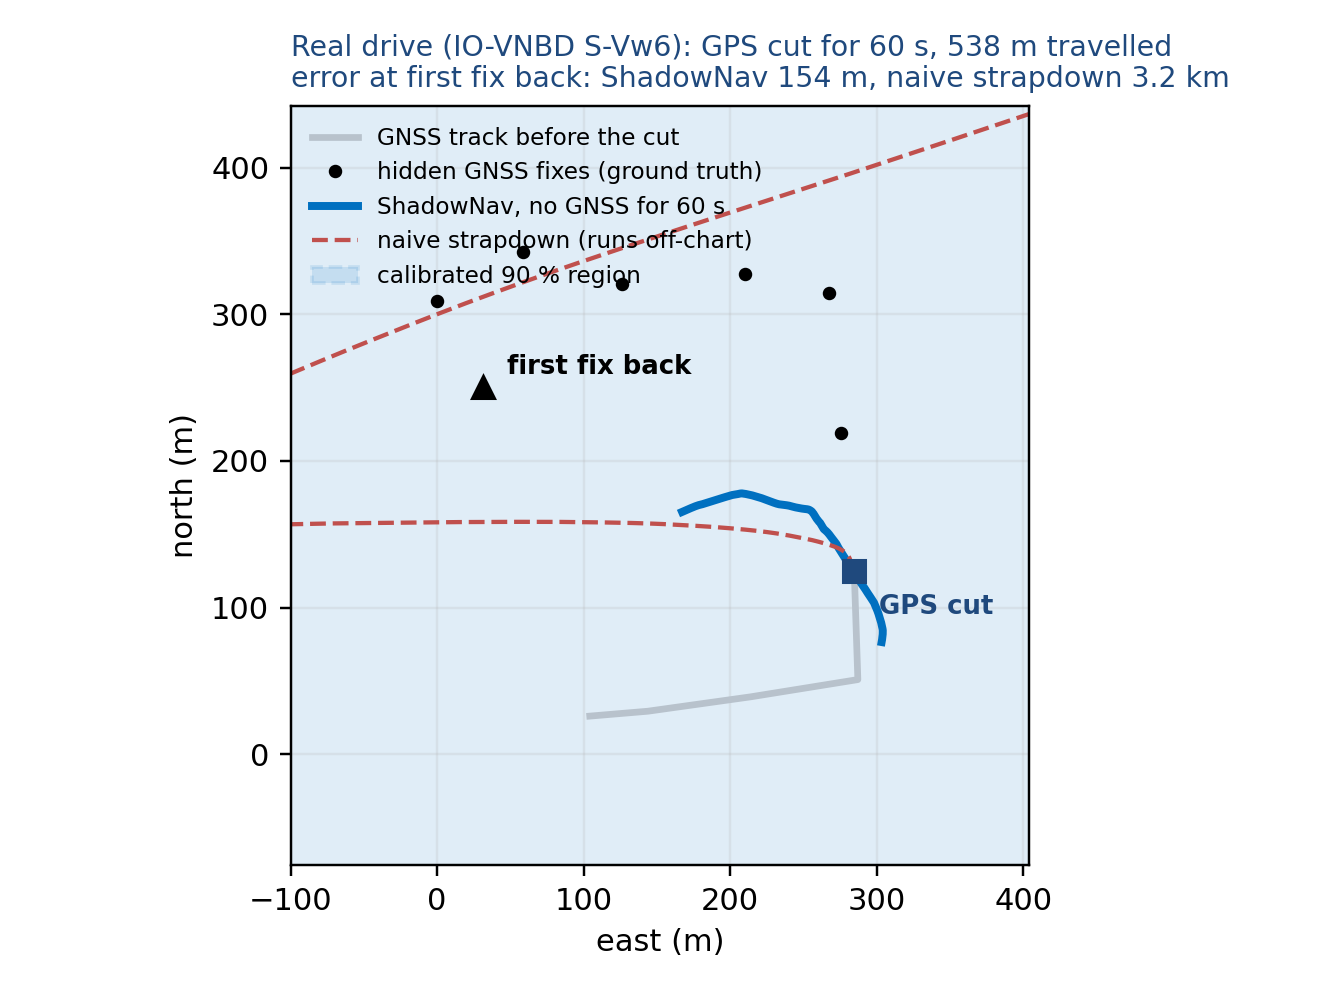 Real drive (IO-VNBD S-Vw6): GPS cut for 60 s, 538 m travelled
error at first fix back: ShadowNav 154 m, naive strapdown 3.2 km
GNSS track before the cut
hidden GNSS fixes (ground truth)
ShadowNav, no GNSS for 60 s
naive strapdown (runs off-chart)
calibrated 90 % region
first fix back
GPS cut
north (m)
400
300
200
100
0
−100
0
100
200
300
400
east (m)